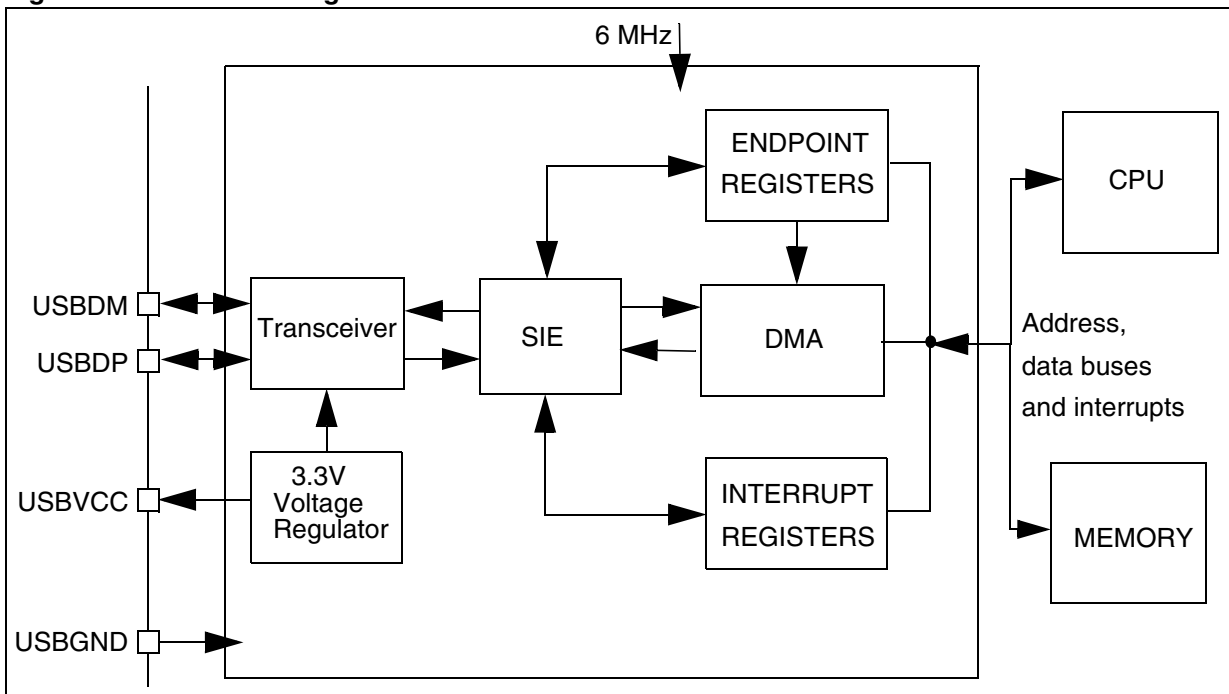 6 MHz
ENDPOINT
REGISTERS
CPU
USBDM
Transceiver
SIE
DMA
Address,
data buses
and interrupts
USBDP
3.3V
Voltage
Regulator
USBVCC
INTERRUPT
REGISTERS
MEMORY
USBGND